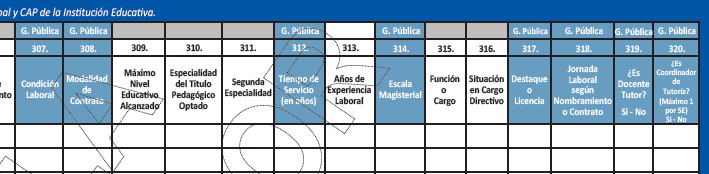 nal y CAP de la Institución Educativa.
G. Pública G. Pública G. Pública G. Pública G. Pública G. Pública G. Pública G. Pública
307. 308. 309. 310. 311. 312. 313. 314. 315. 316. 317. 318. 319. 320.
Condición
Laboral
Modalidad
de
Contrato
Máximo
Nivel
Educativo
Alcanzado
Especialidad
del Título
Pedagógico
Optado
Segunda
Especialidad
Tiempo de
Servicio
(en años)
Años de
Experiencia
Laboral
Escala
Magisterial
Función
o
Cargo
Situación
en Cargo
Directivo
Destaque
o
Licencia
Jornada
Laboral
según
Nombramiento
o Contrato
¿Es
Docente
Tutor?
Si - No
¿Es
Coordinador
de
Tutoría?
(Máximo 1
por SE)
Si - No